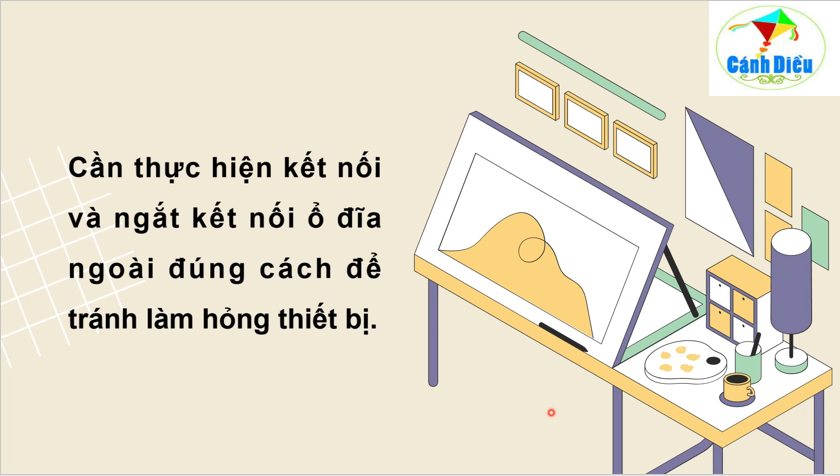 Cánh Diều
Cần thực hiện kết nối
và ngắt kết nối ổ đĩa
ngoài đúng cách để
tránh làm hỏng thiết bị.